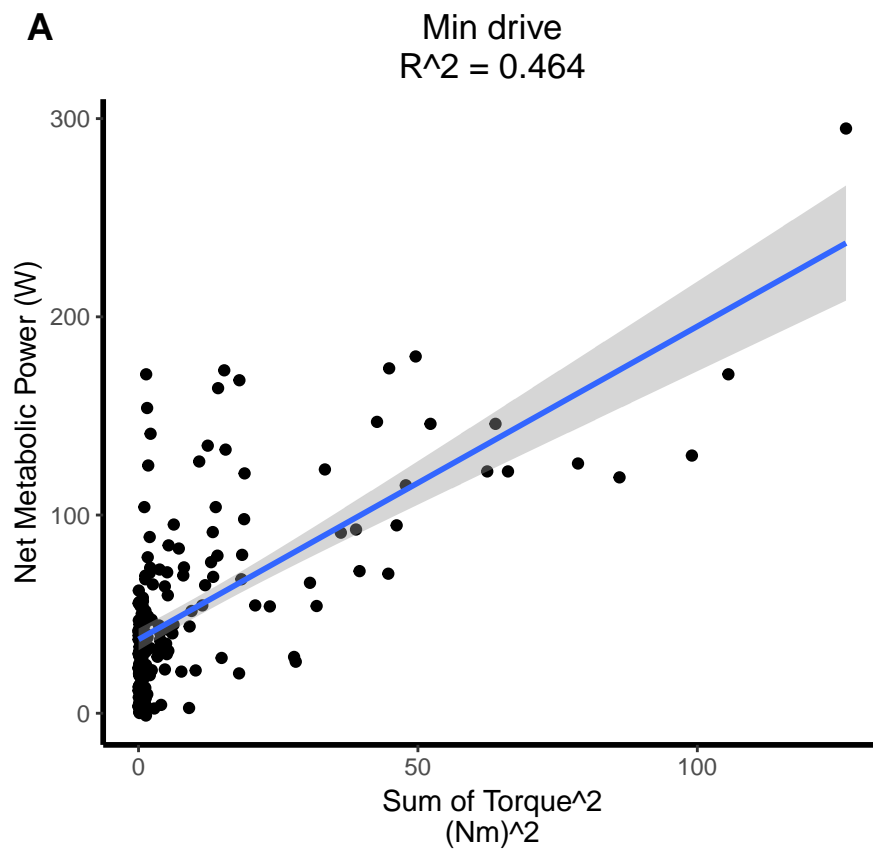 A
Min drive
R^2 = 0.464
Net Metabolic Power (W)
300
200
100
0
0
50
100
Sum of Torque^2
(Nm)^2